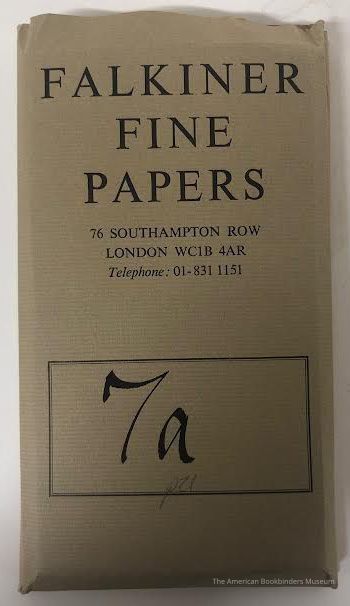 FALKINER
FINE
PAPERS
76 SOUTHAMPTON ROW
LONDON WC1B 4AR
Telephone: 01-831 1151
7a
The American Bookbinders Museum